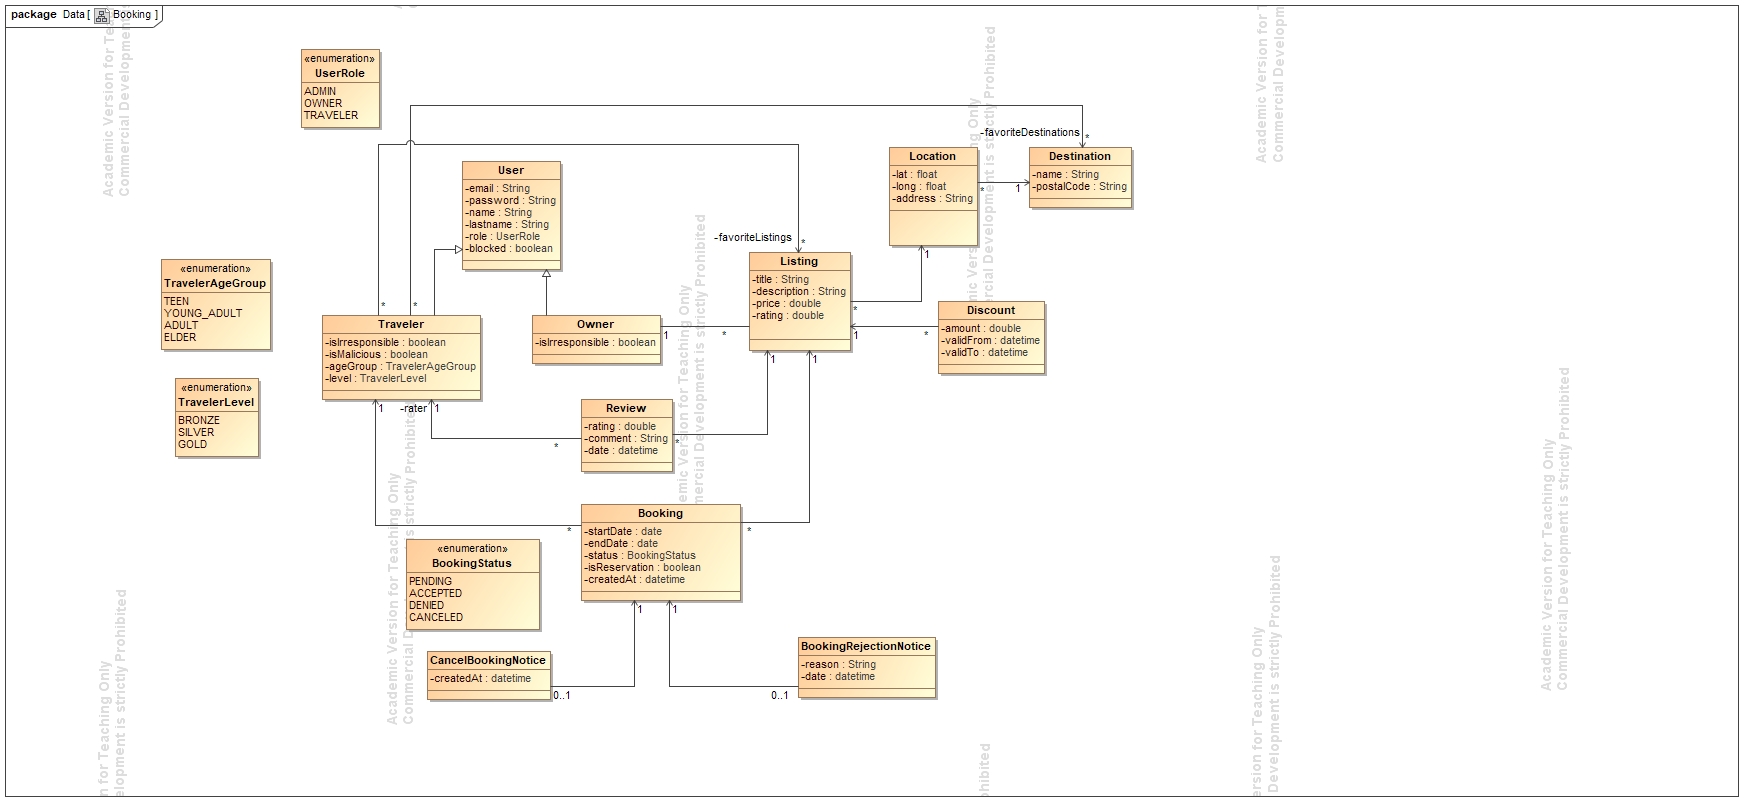 package Data [ Booking ]
«enumeration»
UserRole
ADMIN
OWNER
TRAVELER
-favoriteDestinations
*
User
-email : String
-password : String
-name : String
-lastname : String
-role : UserRole
-blocked : boolean
Location
-lat : float
-long : float
-address : String
*
1
Destination
-name : String
-postalCode : String
-favoriteListings
*
1
«enumeration»
TravelerAgeGroup
TEEN
YOUNG_ADULT
ADULT
ELDER
Listing
-title : String
-description : String
-price : double
-rating : double
*
*
*
Traveler
-isIrresponsible : boolean
-isMalicious : boolean
-ageGroup : TravelerAgeGroup
-level : TravelerLevel
Owner
-isIrresponsible : boolean
1
*
1
*
Discount
-amount : double
-validFrom : datetime
-validTo : datetime
1
1
«enumeration»
TravelerLevel
BRONZE
SILVER
GOLD
1
-rater
1
*
Review
-rating : double
-comment : String
-date : datetime
*
*
Booking
-startDate : date
-endDate : date
-status : BookingStatus
-isReservation : boolean
-createdAt : datetime
*
«enumeration»
BookingStatus
PENDING
ACCEPTED
DENIED
CANCELED
1
1
CancelBookingNotice
-createdAt : datetime
0..1
BookingRejectionNotice
-reason : String
-date : datetime
0..1
Academic Version for Teaching Only
Commercial Development is strictly Prohibited